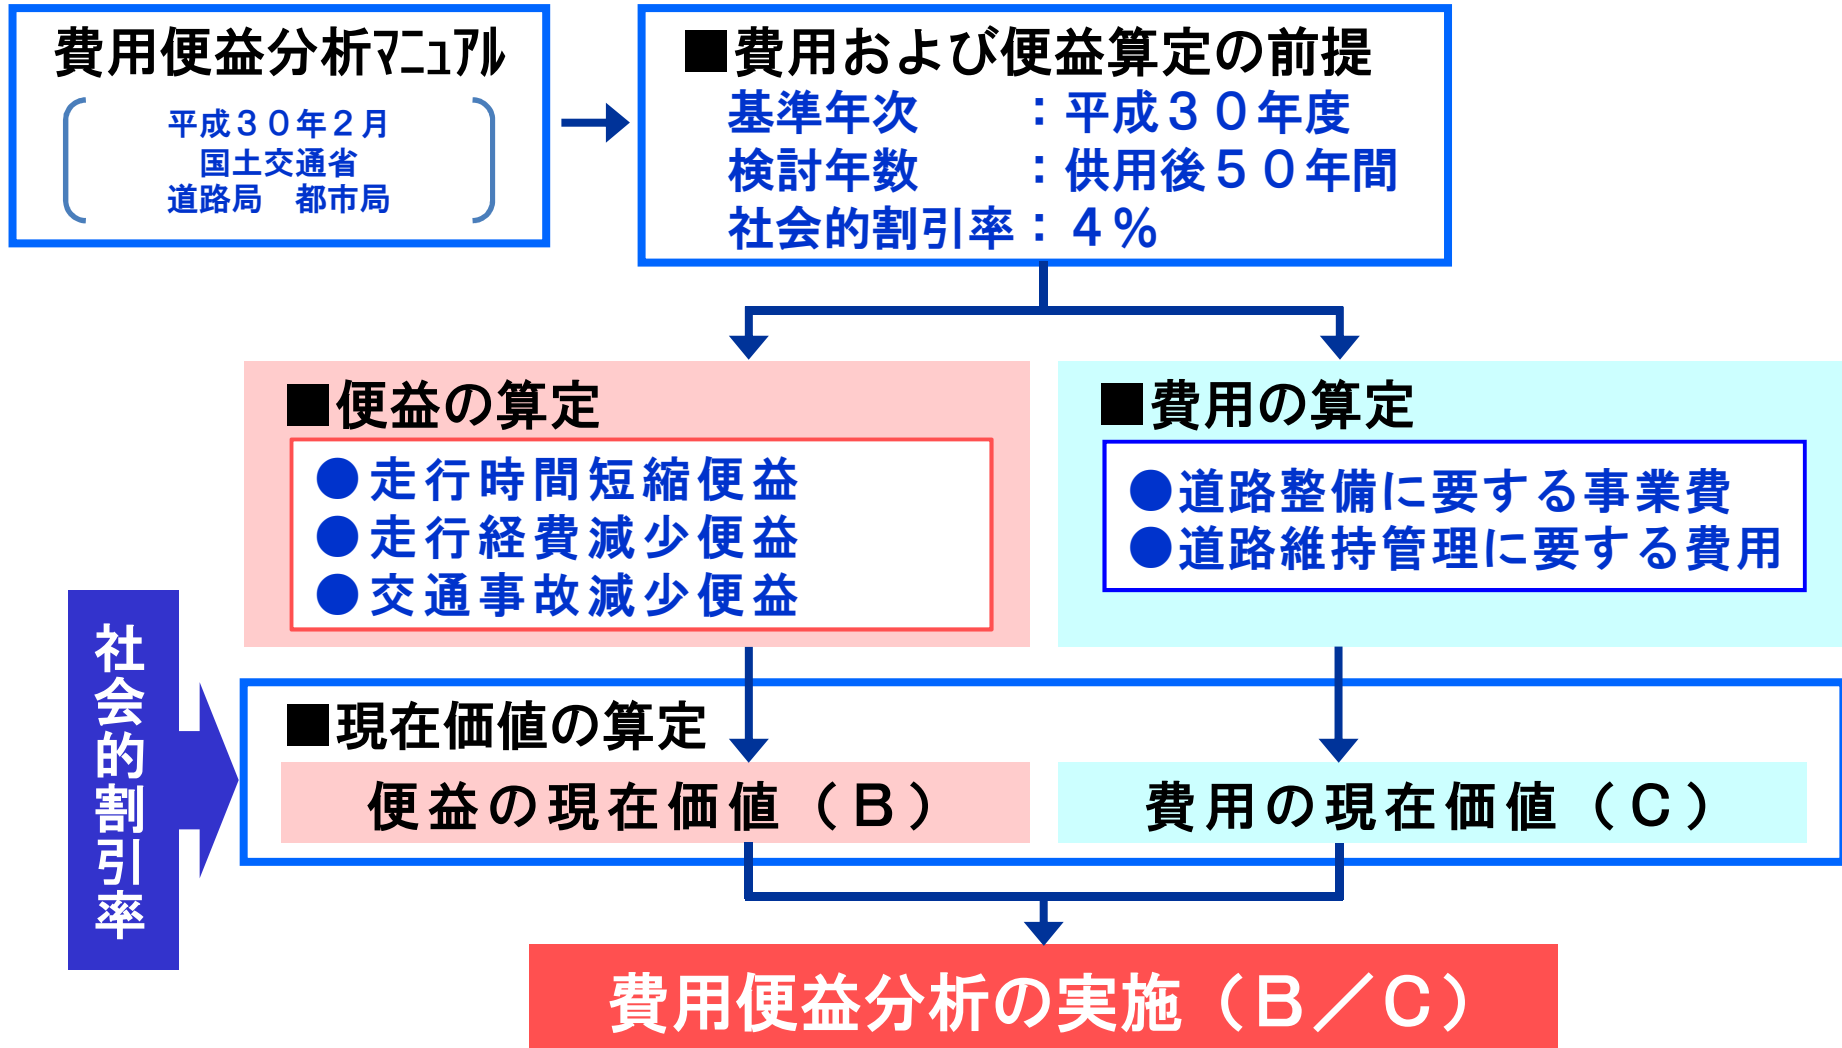 費用便益分析ﾏﾆｭｱﾙ
平成３０年２月
国土交通省
道路局　都市局
■費用および便益算定の前提
基準年次　　：平成３０年度
検討年数　　：供用後５０年間
社会的割引率：４％
■便益の算定
●走行時間短縮便益
●走行経費減少便益
●交通事故減少便益
■費用の算定
●道路整備に要する事業費
●道路維持管理に要する費用
社会的割引率
■現在価値の算定
便益の現在価値（Ｂ）
費用の現在価値（Ｃ）
費用便益分析の実施（Ｂ／Ｃ）